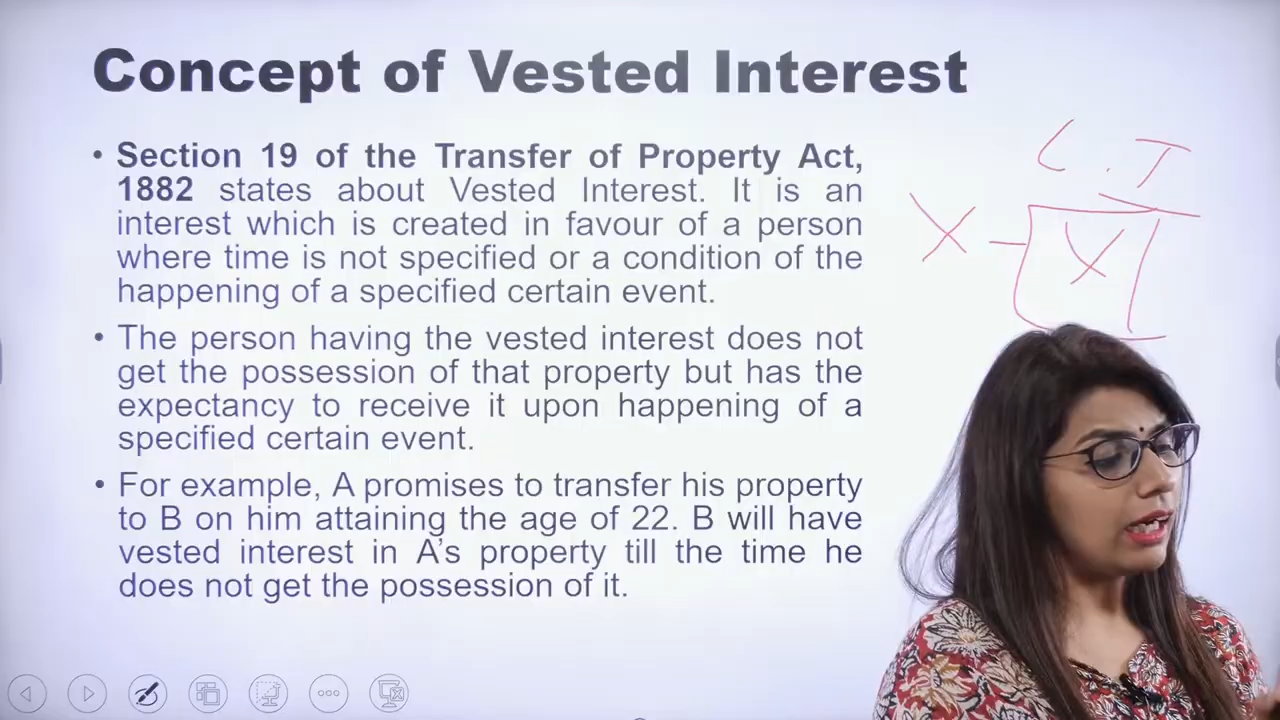 Concept of Vested Interest
• Section 19 of the Transfer of Property Act,
1882 states about Vested Interest. It is an
interest which is created in favour of a person
where time is not specified or a condition of the
happening of a specified certain event.
• The person having the vested interest does not
get the possession of that property but has the
expectancy to receive it upon happening of a
specified certain event.
• For example, A promises to transfer his property
to B on him attaining the age of 22. B will have
vested interest in A’s property till the time he
does not get the possession of it.
X